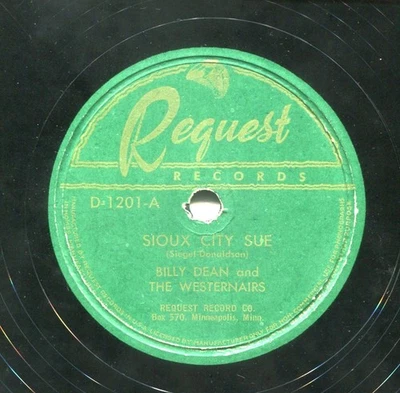 Request
RECORDS
D-1201-A
SIOUX CITY SUE
(Siegel-Donaldson)
BILLY DEAN and
THE WESTERNAIRS
REQUEST RECORD CO.
Box 570, Minneapolis, Minn.